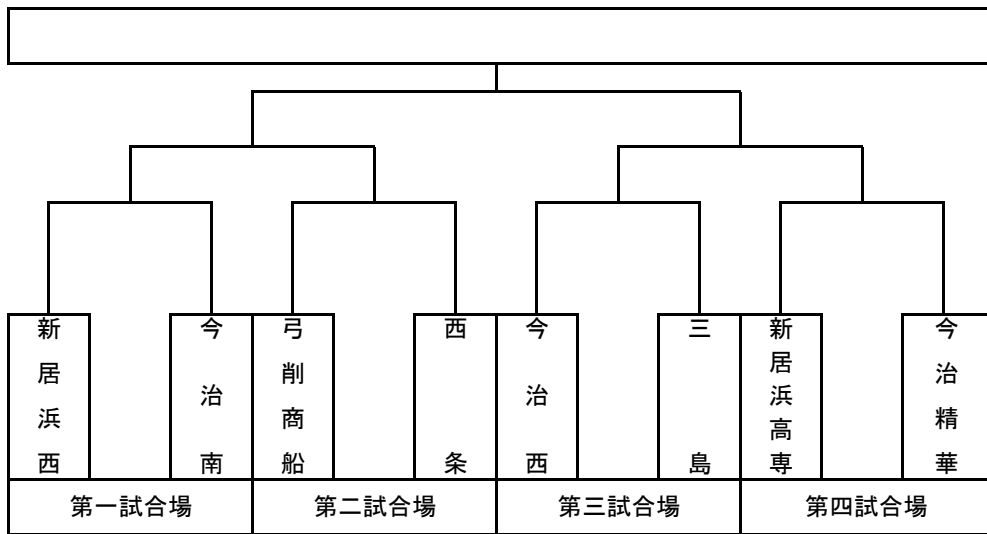 新居浜西
今治南
弓削商船
西条
今治西
三島
新居浜高専
今治精華
第一試合場
第二試合場
第三試合場
第四試合場